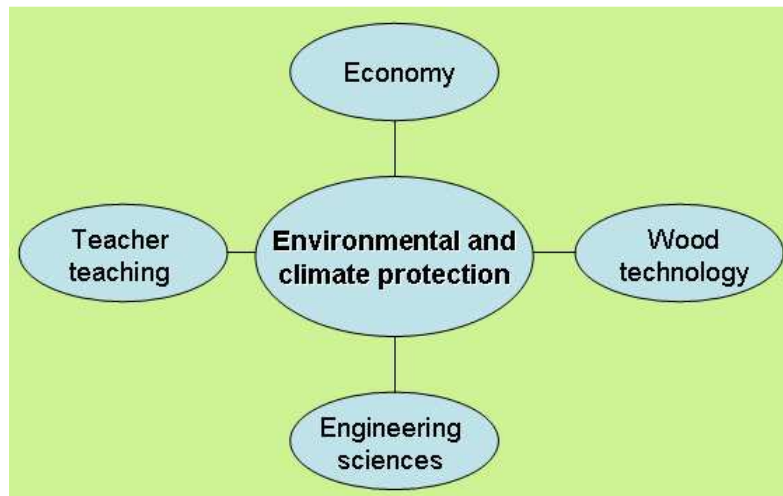 Economy
Teacher
teaching
Environmental and
climate protection
Wood
technology
Engineering
sciences